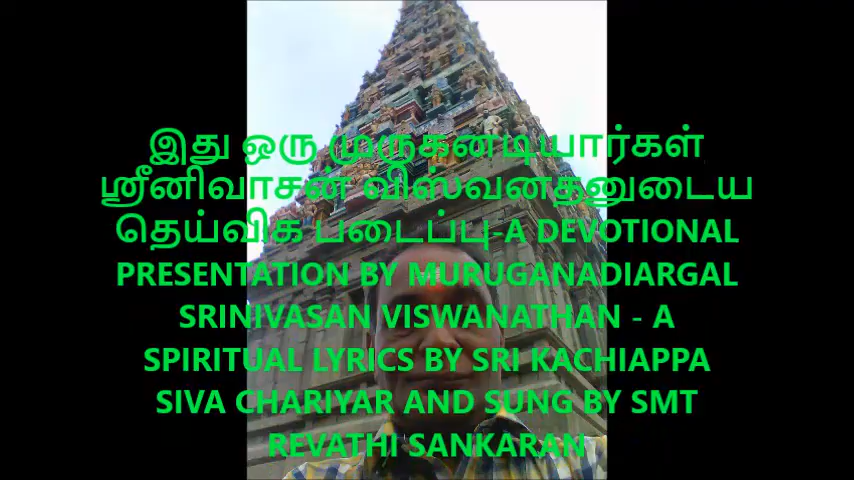 இது ஒரு முருகனடியார்கள்
ஸ்ரீனிவாசன் விஸ்வனதனுடைய
தெய்விக படைப்பு-A DEVOTIONAL
PRESENTATION BY MURUGANADIARGAL
SRINIVASAN VISWANATHAN - A
SPIRITUAL LYRICS BY SRI KACHIAPPA
SIVA CHARIYAR AND SUNG BY SMT
REVATHI SANKARAN